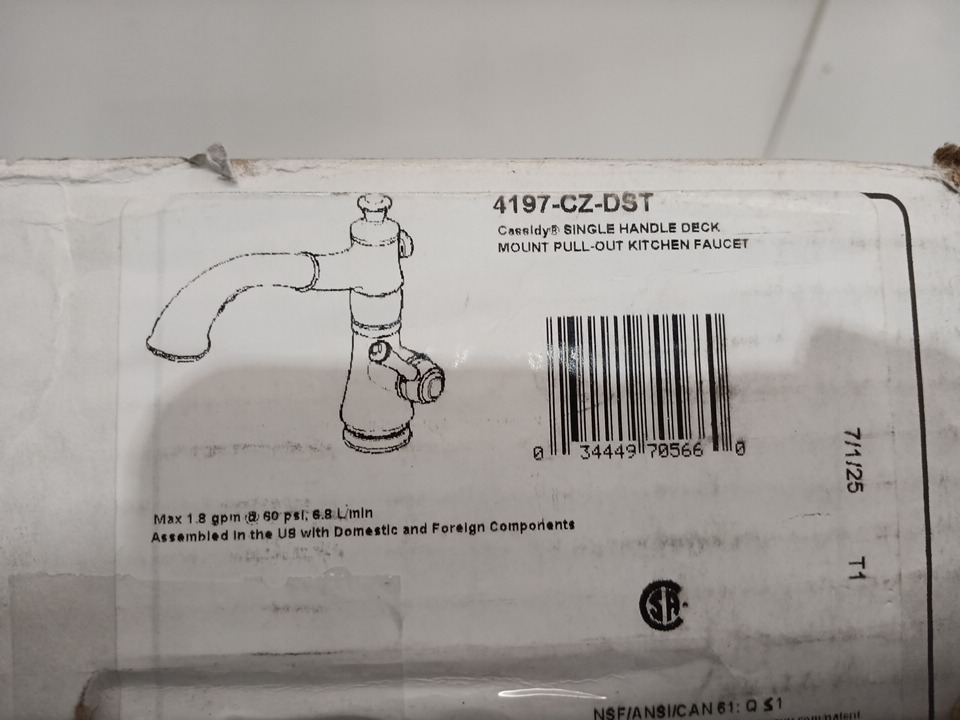 4197-CZ-DST
Cassidy® SINGLE HANDLE DECK
MOUNT PULL-OUT KITCHEN FAUCET
0 34449 70566 0
7/1/25 T1
Max 1.8 gpm @ 60 psi, 6.8 L/min
Assembled in the US with Domestic and Foreign Components
SA
NSF/ANSI/CAN 61: Q ≤1